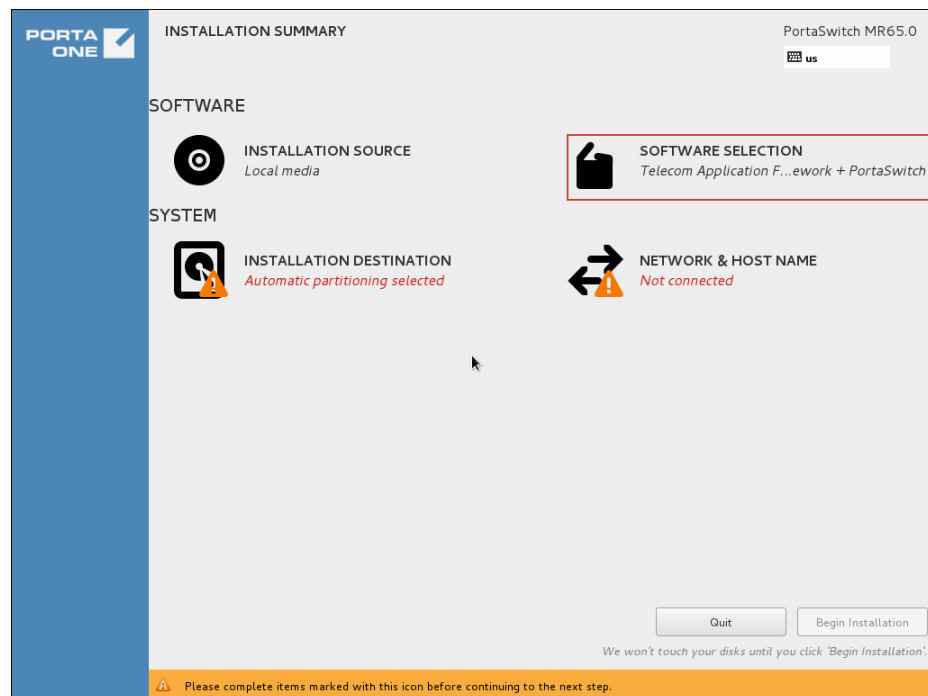 PORTA
ONE
INSTALLATION SUMMARY
PortaSwitch MR65.0
us
SOFTWARE
INSTALLATION SOURCE
Local media
SOFTWARE SELECTION
Telecom Application F...ework + PortaSwitch
SYSTEM
INSTALLATION DESTINATION
Automatic partitioning selected
NETWORK & HOST NAME
Not connected
Quit
Begin Installation
We won't touch your disks until you click 'Begin Installation'.
Please complete items marked with this icon before continuing to the next step.